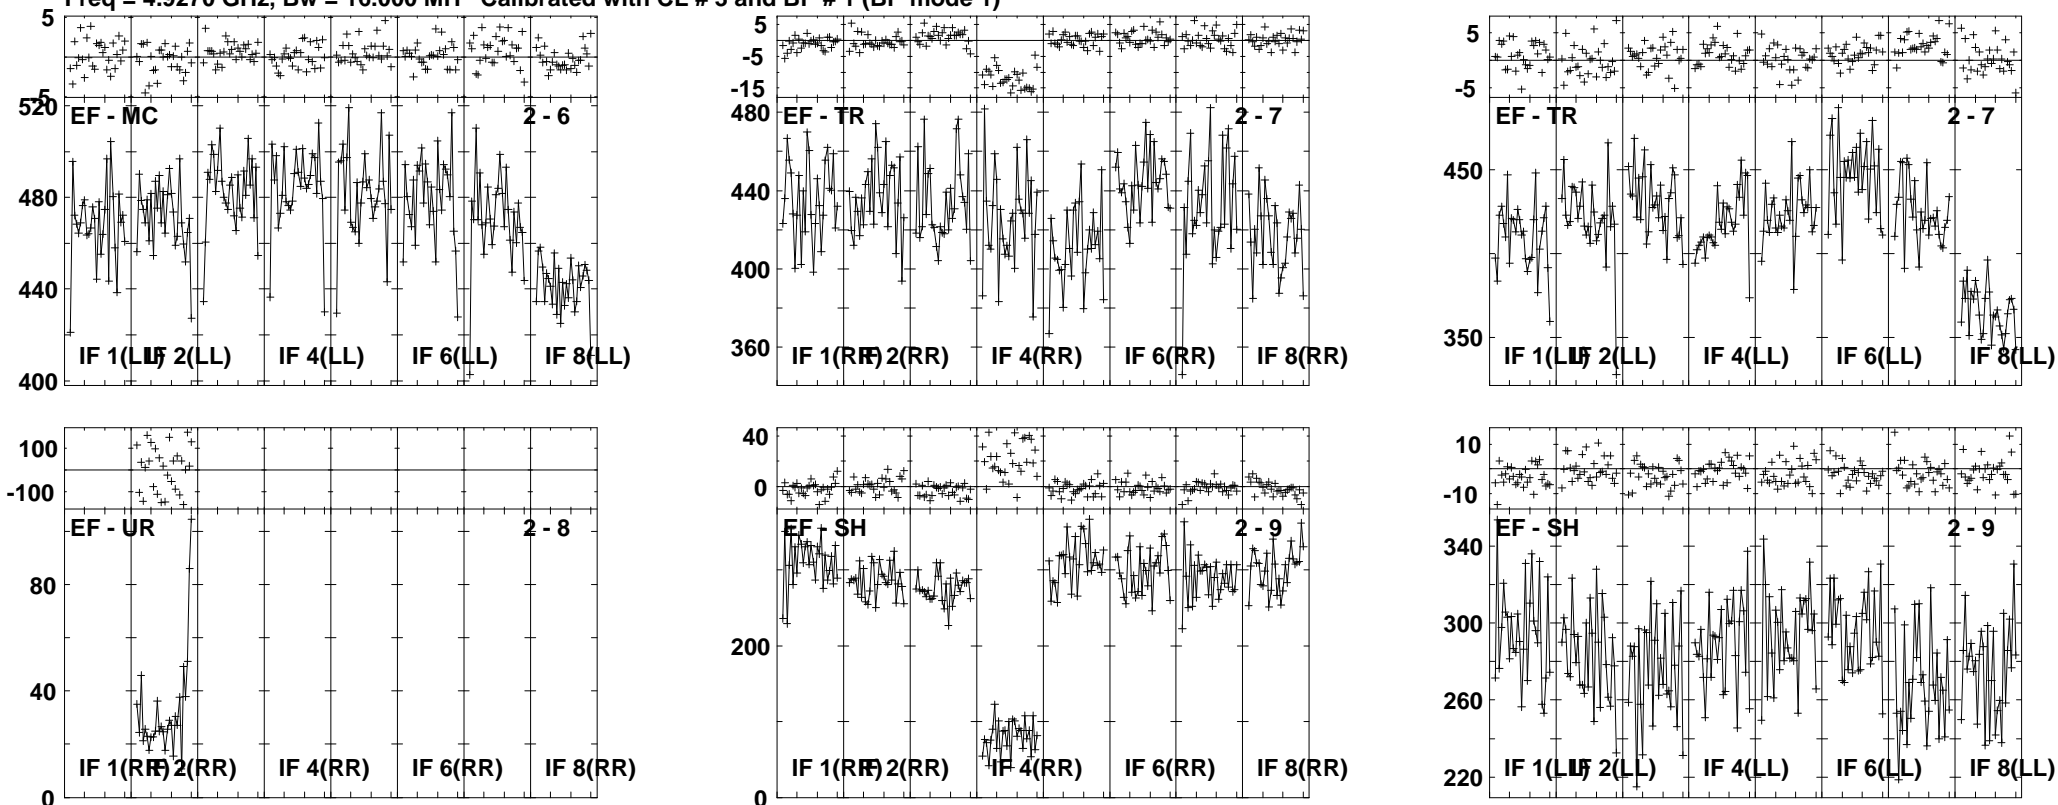 Freq = 4.9270 GHz, Bw = 16.000 MH Calibrated with CL # 3 and BP # 1 (BP mode 1)
5
-5
EF - MC 2 - 6
520
480
440
400
IF 1(LL) IF 2(LL) IF 4(LL) IF 6(LL) IF 8(LL)
5
-5
-15
EF - TR 2 - 7
480
440
400
360
IF 1(RR) IF 2(RR) IF 4(RR) IF 6(RR) IF 8(RR)
5
-5
EF - TR 2 - 7
450
350
IF 1(LL) IF 2(LL) IF 4(LL) IF 6(LL) IF 8(LL)
100
-100
EF - UR 2 - 8
80
40
0
IF 1(RR) IF 2(RR) IF 4(RR) IF 6(RR) IF 8(RR)
40
0
EF - SH 2 - 9
200
0
IF 1(RR) IF 2(RR) IF 4(RR) IF 6(RR) IF 8(RR)
10
-10
EF - SH 2 - 9
340
300
260
220
IF 1(LL) IF 2(LL) IF 4(LL) IF 6(LL) IF 8(LL)